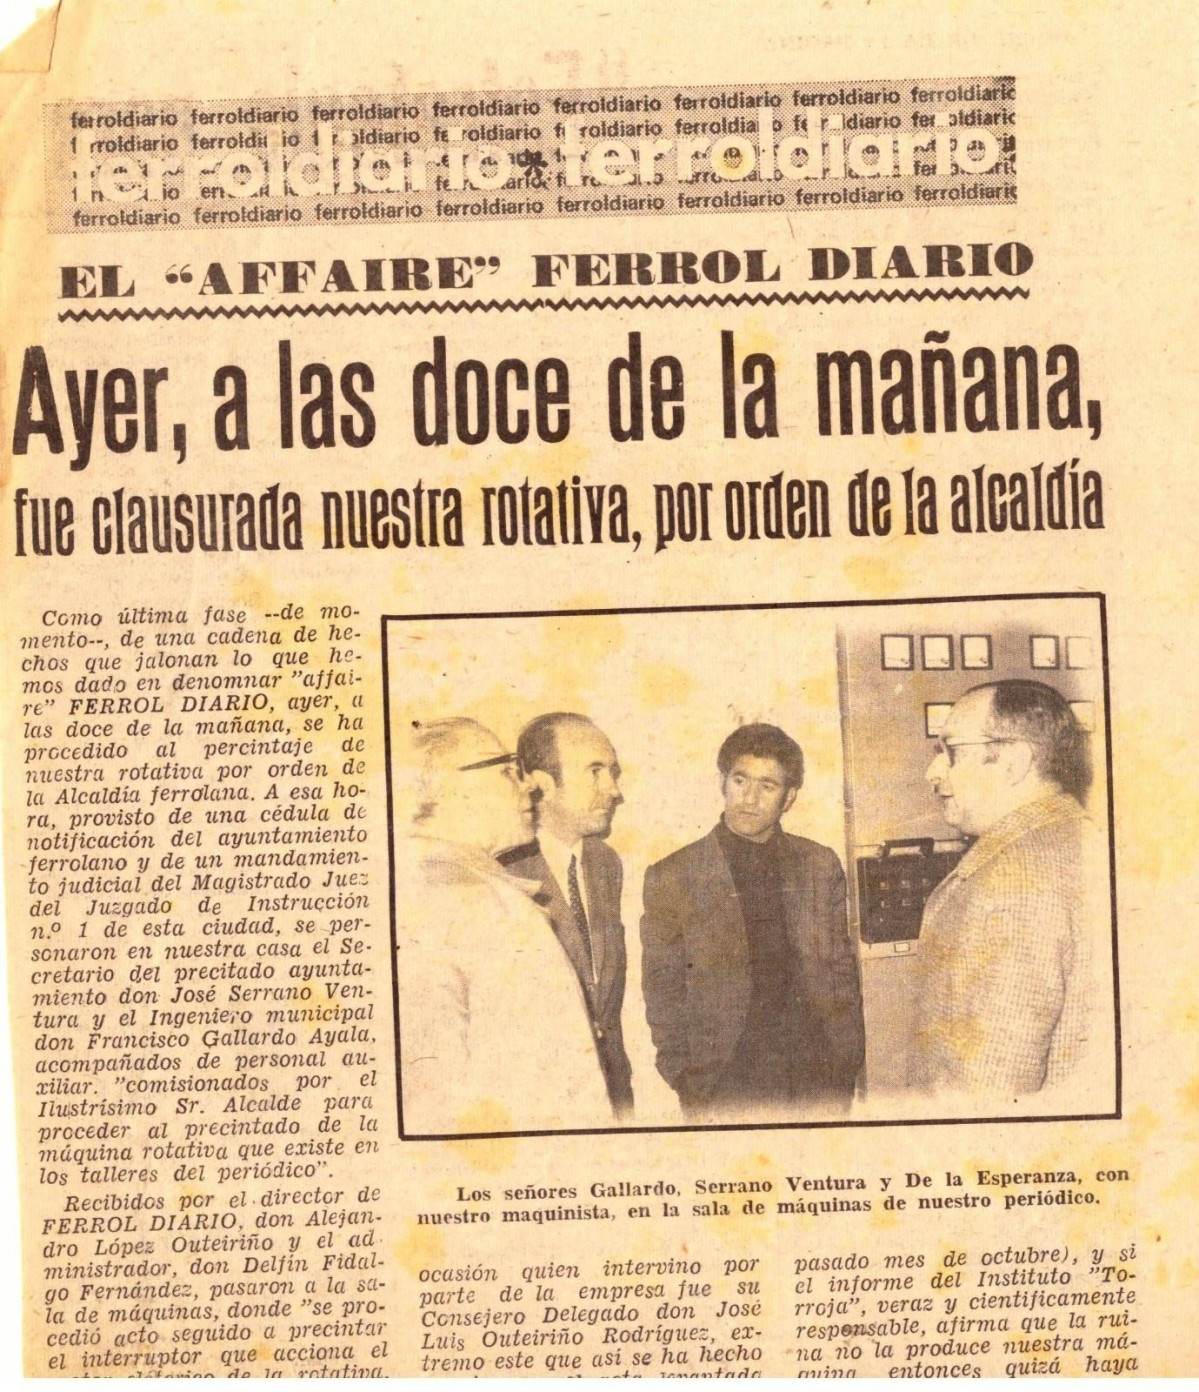 ferroldiario ferroldiario ferroldiario ferroldiario ferroldiario ferroldiario ferroldiario ferroldiario
ferroldiario * ferroldiario
ferroldiario ferroldiario ferroldiario ferroldiario ferroldiario ferroldiario ferroldiario ferroldiario
EL “AFFAIRE” FERROL DIARIO
Ayer, a las doce de la mañana,
fue clausurada nuestra rotativa, por orden de la alcaldía
Como última fase --de mo-
mento--, de una cadena de he-
chos que jalonan lo que he-
mos dado en denomnar "affai-
re" FERROL DIARIO, ayer, a
las doce de la mañana, se ha
procedido al percintaje de
nuestra rotativa por orden de
la Alcaldía ferrolana. A esa ho-
ra, provisto de una cédula de
notificación del ayuntamiento
ferrolano y de un mandamien-
to judicial del Magistrado Juez
del Juzgado de Instrucción
n.º 1 de esta ciudad, se per-
sonaron en nuestra casa el Se-
cretario del precitado ayunta-
miento don José Serrano Ven-
tura y el Ingeniero municipal
don Francisco Gallardo Ayala,
acompañados de personal au-
xiliar. "comisionados por el
Ilustrísimo Sr. Alcalde para
proceder al precintado de la
máquina rotativa que existe en
los talleres del periódico".
Recibidos por el director de
FERROL DIARIO, don Alejan-
dro López Outeiriño y el ad
ministrador, don Delfín Fidal-
go Fernández, pasaron a la sa-
la de máquinas, donde "se pro-
cedió acto seguido a precintar
el interruptor que acciona el
de la rotativa,
Los señores Gallardo, Serrano Ventura y De la Esperanza, con
nuestro maquinista, en la sala de máquinas de nuestro periódico.
ocasión quien intervino por
parte de la empresa fue su
Consejero Delegado don José
Luis Outeiriño Rodríguez, ex-
tremo este que así se ha hecho
acta levantada
pasado mes de octubre), y si
el informe del Instituto "To-
rroja", veraz y cientificamente
responsable, afirma que la rui-
na no la produce nuestra má-
quina entonces quizá haya